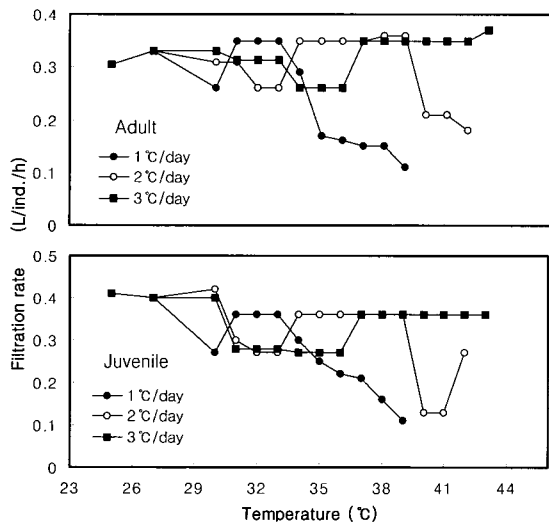 0.4
0.3
0.2
0.1
0
(L/ind./h)
Adult
1℃/day
2℃/day
3℃/day
0.5
0.4
0.3
0.2
0.1
0.0
Filtration rate
Juvenile
1℃/day
2℃/day
3℃/day
23 26 29 32 35 38 41 44
Temperature (℃)